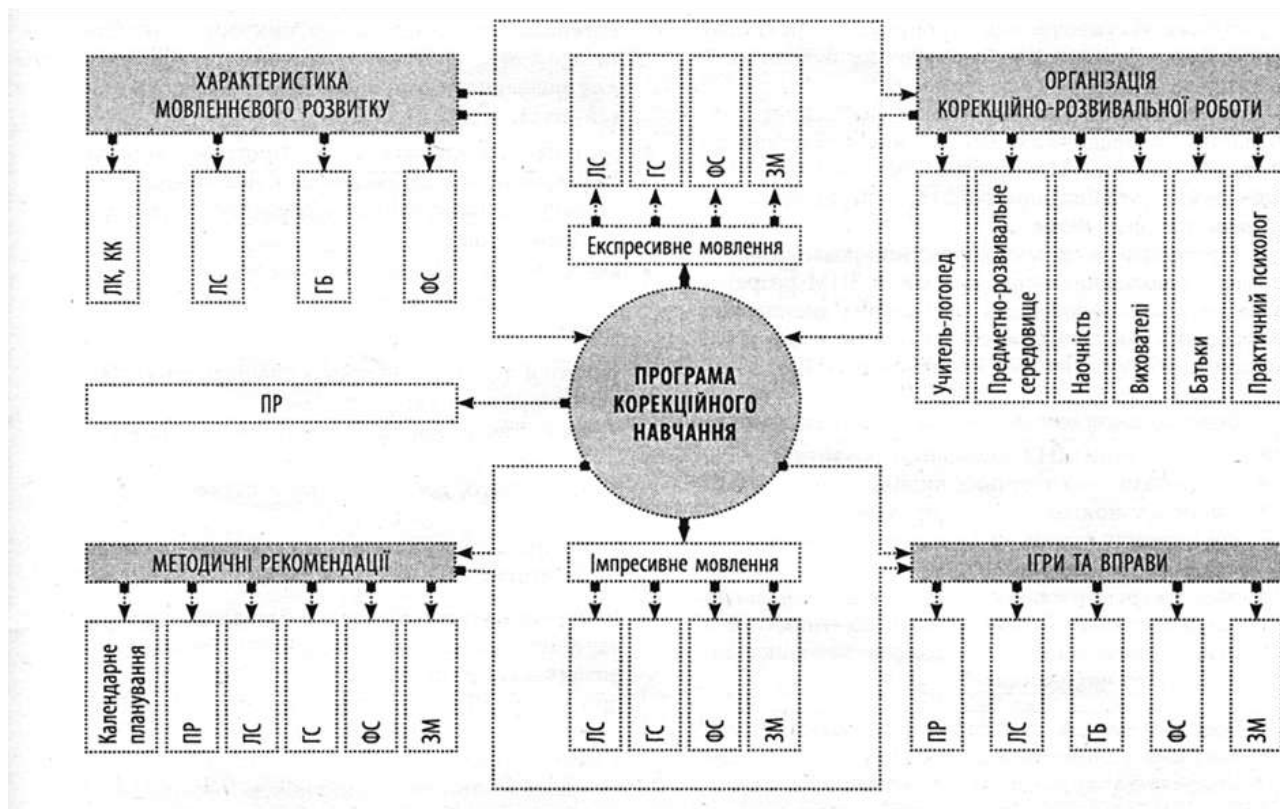 ХАРАКТЕРИСТИКА
МОВЛЕННЄВОГО РОЗВИТКУ
ЛК, КК
ЛС
ГБ
ФС
ЛС
ГС
ФС
ЗМ
Експресивне мовлення
ОРГАНІЗАЦІЯ
КОРЕКЦІЙНО-РОЗВИВАЛЬНОЇ РОБОТИ
Учитель-логопед
Предметно-розвивальне
середовище
Наочність
Вихователі
Батьки
Практичний психолог
ПР
ПРОГРАМА
КОРЕКЦІЙНОГО
НАВЧАННЯ
МЕТОДИЧНІ РЕКОМЕНДАЦІЇ
Календарне
планування
ПР
ЛС
ГС
ФС
ЗМ
Імпресивне мовлення
ЛС
ГС
ФС
ЗМ
ІГРИ ТА ВПРАВИ
ПР
ЛС
ГБ
ФС
ЗМ